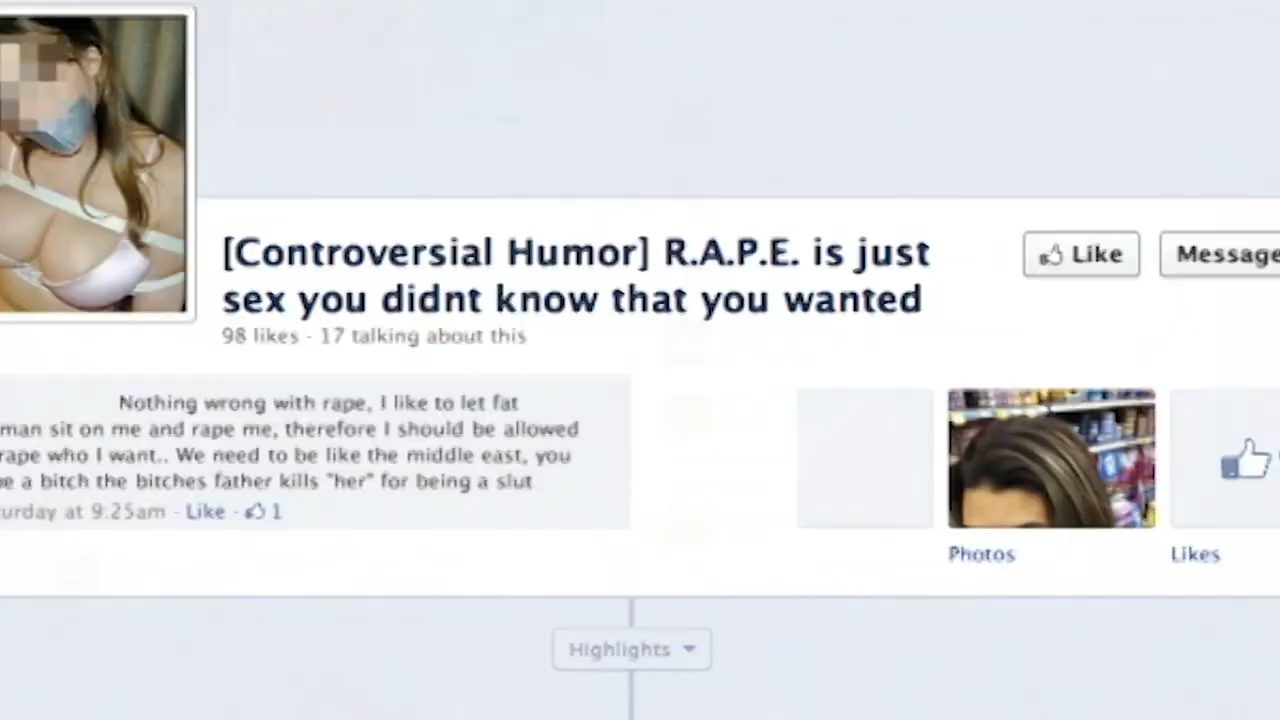 [Controversial Humor] R.A.P.E. is just
sex you didnt know that you wanted
98 likes · 17 talking about this
Like
Message
Nothing wrong with rape, I like to let fat
man sit on me and rape me, therefore I should be allowed
rape who I want.. We need to be like the middle east, you
a bitch the bitches father kills "her" for being a slut
at 9:25am · Like · 1
Photos
Likes
Highlights